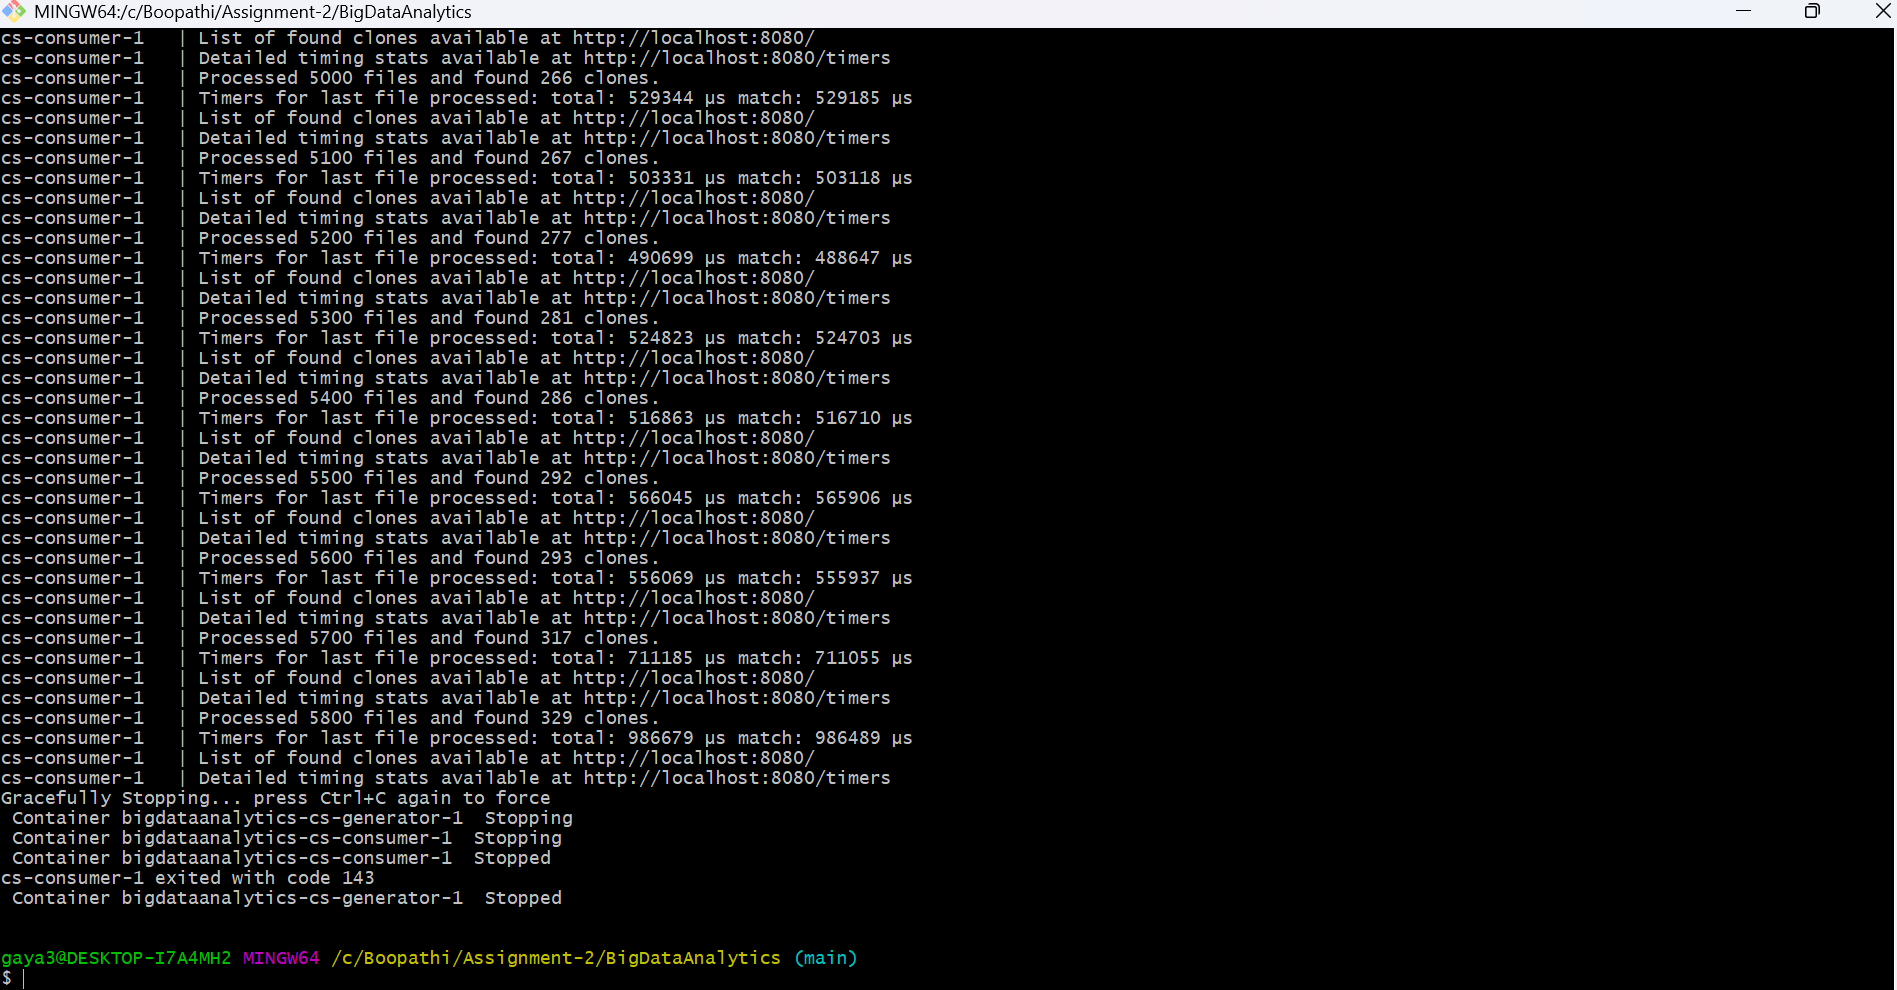 MINGW64:/c/Boopathi/Assignment-2/BigDataAnalytics
cs-consumer-1   | List of found clones available at http://localhost:8080/
cs-consumer-1   | Detailed timing stats available at http://localhost:8080/timers
cs-consumer-1   | Processed 5000 files and found 266 clones.
cs-consumer-1   | Timers for last file processed: total: 529344 µs match: 529185 µs
cs-consumer-1   | List of found clones available at http://localhost:8080/
cs-consumer-1   | Detailed timing stats available at http://localhost:8080/timers
cs-consumer-1   | Processed 5100 files and found 267 clones.
cs-consumer-1   | Timers for last file processed: total: 503331 µs match: 503118 µs
cs-consumer-1   | List of found clones available at http://localhost:8080/
cs-consumer-1   | Detailed timing stats available at http://localhost:8080/timers
cs-consumer-1   | Processed 5200 files and found 277 clones.
cs-consumer-1   | Timers for last file processed: total: 490699 µs match: 488647 µs
cs-consumer-1   | List of found clones available at http://localhost:8080/
cs-consumer-1   | Detailed timing stats available at http://localhost:8080/timers
cs-consumer-1   | Processed 5300 files and found 281 clones.
cs-consumer-1   | Timers for last file processed: total: 524823 µs match: 524703 µs
cs-consumer-1   | List of found clones available at http://localhost:8080/
cs-consumer-1   | Detailed timing stats available at http://localhost:8080/timers
cs-consumer-1   | Processed 5400 files and found 286 clones.
cs-consumer-1   | Timers for last file processed: total: 516863 µs match: 516710 µs
cs-consumer-1   | List of found clones available at http://localhost:8080/
cs-consumer-1   | Detailed timing stats available at http://localhost:8080/timers
cs-consumer-1   | Processed 5500 files and found 292 clones.
cs-consumer-1   | Timers for last file processed: total: 566045 µs match: 565906 µs
cs-consumer-1   | List of found clones available at http://localhost:8080/
cs-consumer-1   | Detailed timing stats available at http://localhost:8080/timers
cs-consumer-1   | Processed 5600 files and found 293 clones.
cs-consumer-1   | Timers for last file processed: total: 556069 µs match: 555937 µs
cs-consumer-1   | List of found clones available at http://localhost:8080/
cs-consumer-1   | Detailed timing stats available at http://localhost:8080/timers
cs-consumer-1   | Processed 5700 files and found 317 clones.
cs-consumer-1   | Timers for last file processed: total: 711185 µs match: 711055 µs
cs-consumer-1   | List of found clones available at http://localhost:8080/
cs-consumer-1   | Detailed timing stats available at http://localhost:8080/timers
cs-consumer-1   | Processed 5800 files and found 329 clones.
cs-consumer-1   | Timers for last file processed: total: 986679 µs match: 986489 µs
cs-consumer-1   | List of found clones available at http://localhost:8080/
cs-consumer-1   | Detailed timing stats available at http://localhost:8080/timers
Gracefully Stopping... press Ctrl+C again to force
 Container bigdataanalytics-cs-generator-1  Stopping
 Container bigdataanalytics-cs-consumer-1  Stopping
 Container bigdataanalytics-cs-consumer-1  Stopped
cs-consumer-1 exited with code 143
 Container bigdataanalytics-cs-generator-1  Stopped
gaya3@DESKTOP-I7A4MH2 MINGW64 /c/Boopathi/Assignment-2/BigDataAnalytics (main)
$